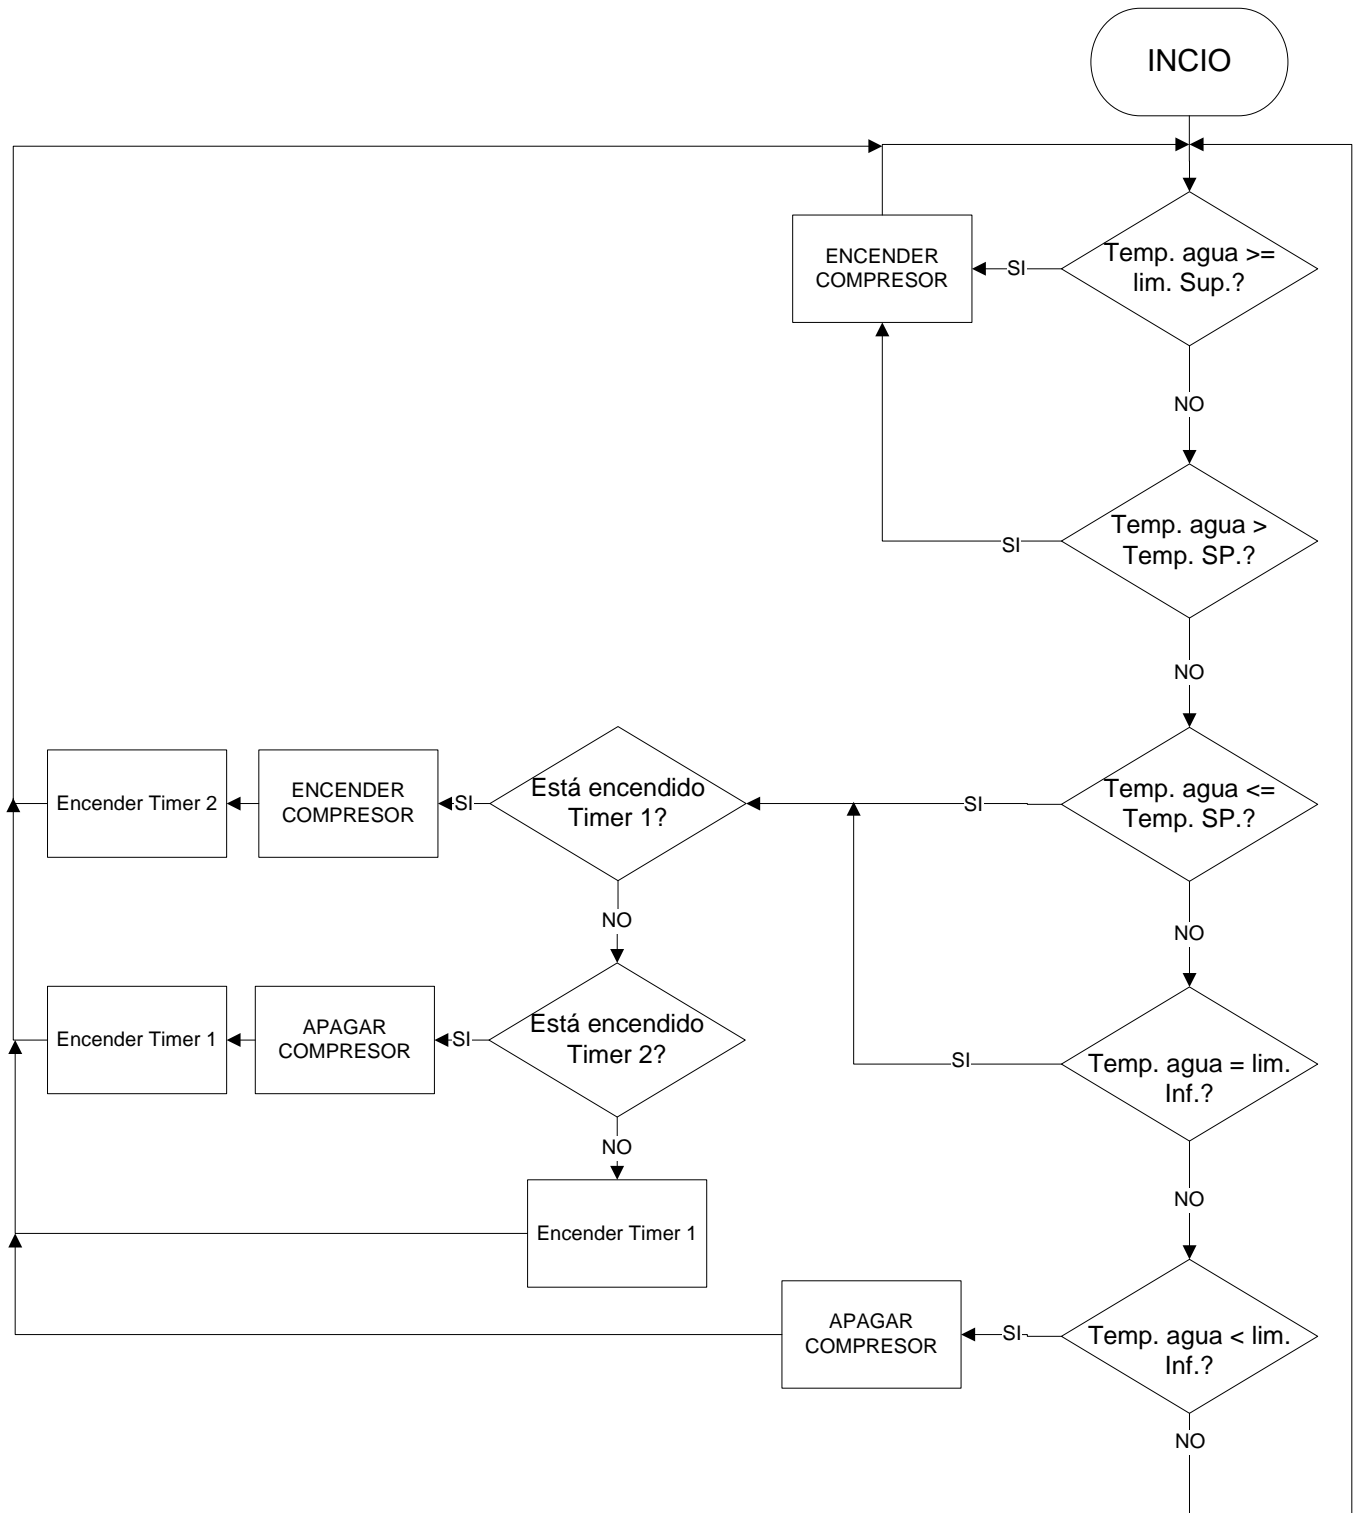 INCIO
ENCENDER
COMPRESOR
SI
Temp. agua >=
lim. Sup.?
NO
Temp. agua >
Temp. SP.?
SI
NO
Encender Timer 2
ENCENDER
COMPRESOR
SI
Está encendido
Timer 1?
SI
Temp. agua <=
Temp. SP.?
NO
NO
Encender Timer 1
APAGAR
COMPRESOR
SI
Está encendido
Timer 2?
SI
Temp. agua = lim.
Inf.?
NO
NO
Encender Timer 1
APAGAR
COMPRESOR
SI
Temp. agua < lim.
Inf.?
NO